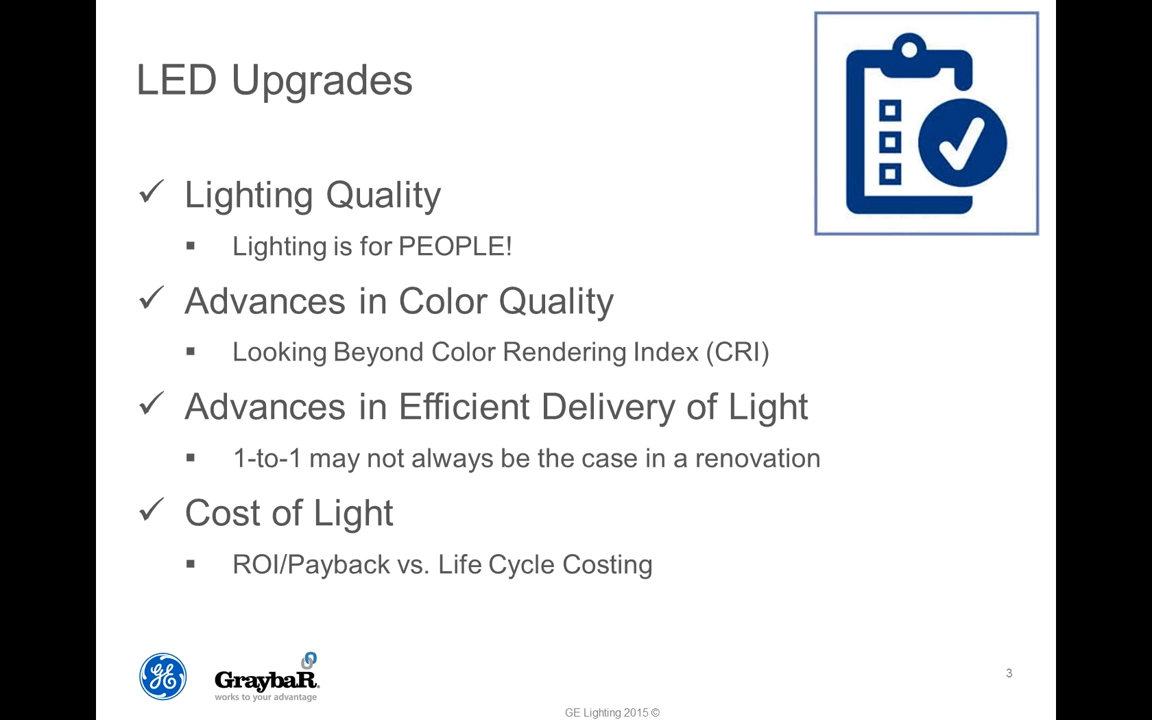 LED Upgrades
✓ Lighting Quality
▪ Lighting is for PEOPLE!
✓ Advances in Color Quality
▪ Looking Beyond Color Rendering Index (CRI)
✓ Advances in Efficient Delivery of Light
▪ 1-to-1 may not always be the case in a renovation
✓ Cost of Light
▪ ROI/Payback vs. Life Cycle Costing
GE
GraybaR.
works to your advantage
3
GE Lighting 2015 ©